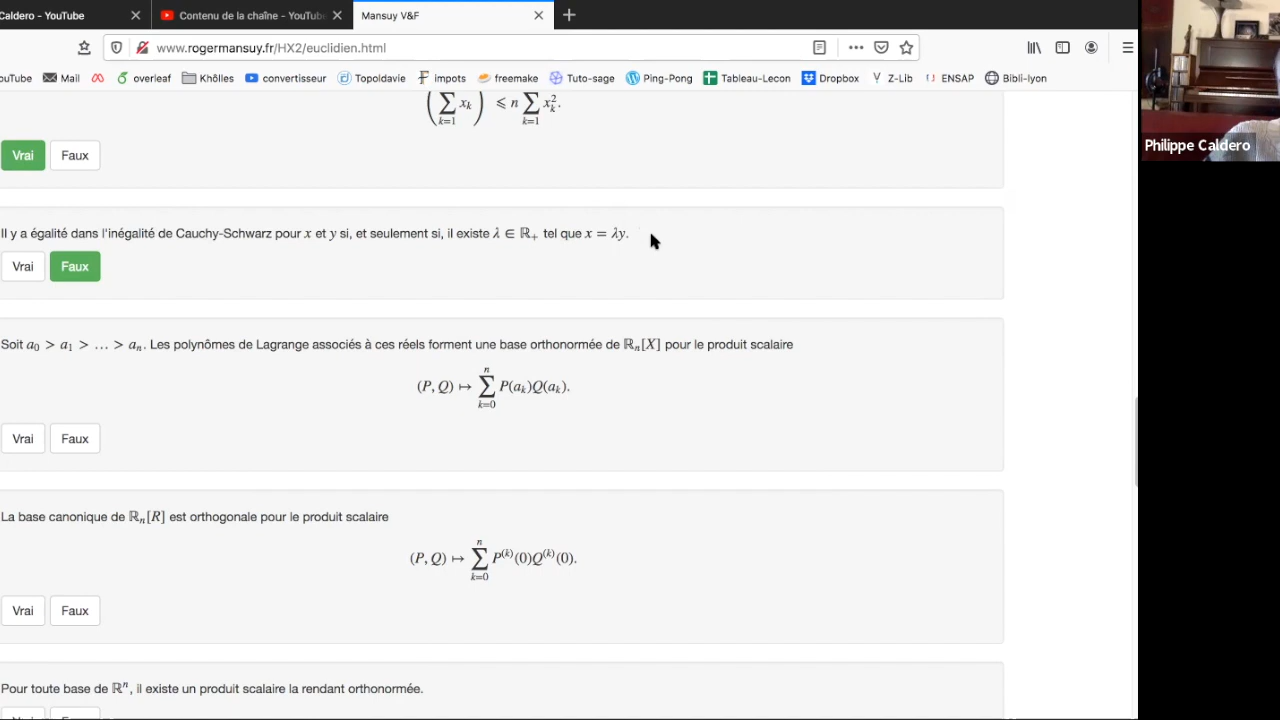 Caldero - YouTube
Contenu de la chaîne - YouTub
Mansuy V&F
www.rogermansuy.fr/HX2/euclidien.html
ouTube Mail overleaf Khôlles convertisseur Topoldavie impots freemake Tuto-sage Ping-Pong Tableau-Lecon Dropbox Z-Lib ENSAP Bibli-lyon
Philippe Caldero
(∑_{k=1} x_k) ⩽ n ∑_{k=1} x_k^2.
Vrai Faux
Il y a égalité dans l'inégalité de Cauchy-Schwarz pour x et y si, et seulement si, il existe λ ∈ ℝ₊ tel que x = λy.
Vrai Faux
Soit a₀ > a₁ > … > aₙ. Les polynômes de Lagrange associés à ces réels forment une base orthonormée de ℝₙ[X] pour le produit scalaire
(P, Q) ↦ ∑_{k=0}^{n} P(a_k)Q(a_k).
Vrai Faux
La base canonique de ℝₙ[R] est orthogonale pour le produit scalaire
(P, Q) ↦ ∑_{k=0}^{n} P^{(k)}(0)Q^{(k)}(0).
Vrai Faux
Pour toute base de ℝⁿ, il existe un produit scalaire la rendant orthonormée.